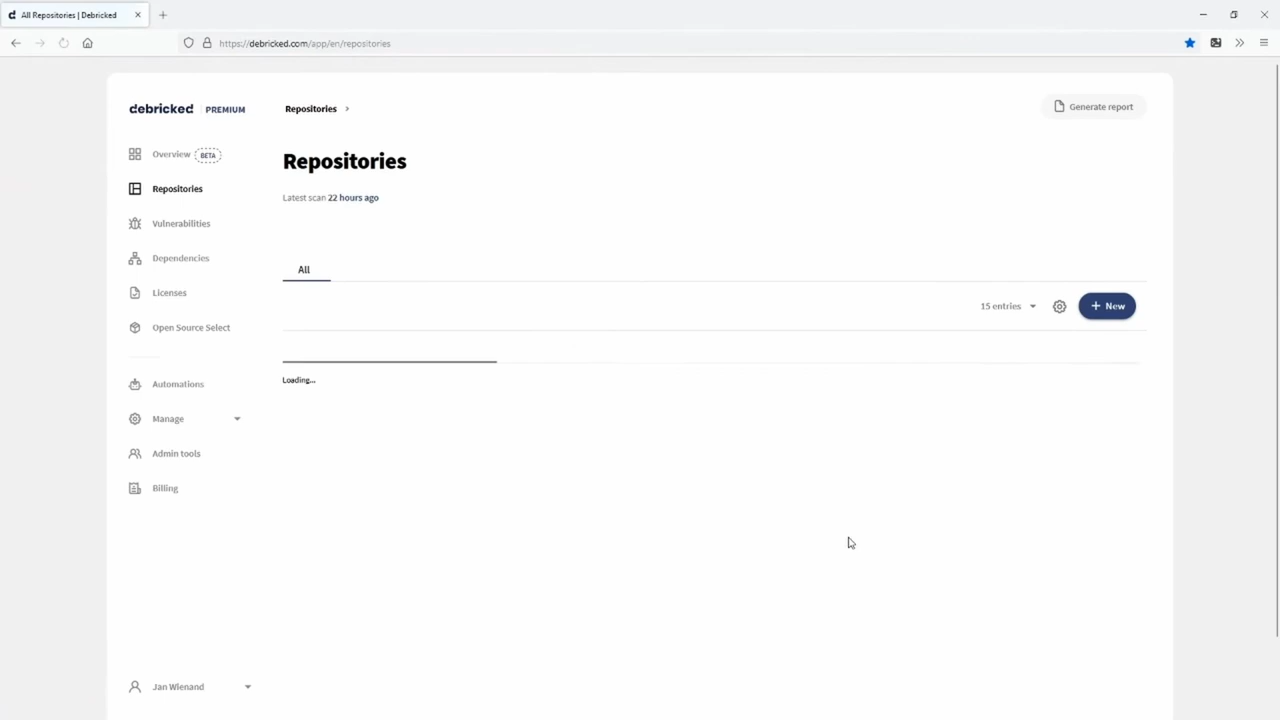 All Repositories | Debricked
https://debricked.com/app/en/repositories
debricked PREMIUM
Repositories
Generate report
Overview BETA
Repositories
Vulnerabilities
Dependencies
Licenses
Open Source Select
Automations
Manage
Admin tools
Billing
Jan Wienand
Repositories
Latest scan 22 hours ago
All
15 entries
+ New
Loading...